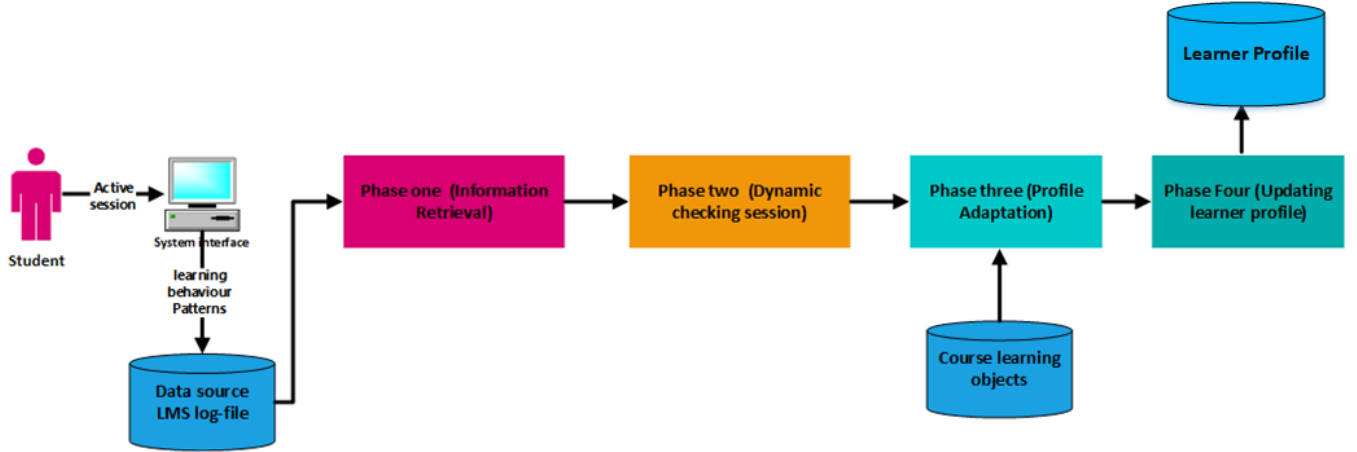 Learner Profile
Active
session
System interface
Student
learning
behaviour
Patterns
Data source
LMS log-file
Phase one  (Information
Retrieval)
Phase two  (Dynamic
checking session)
Phase three (Profile
Adaptation)
Phase Four (Updating
learner profile)
Course learning
objects